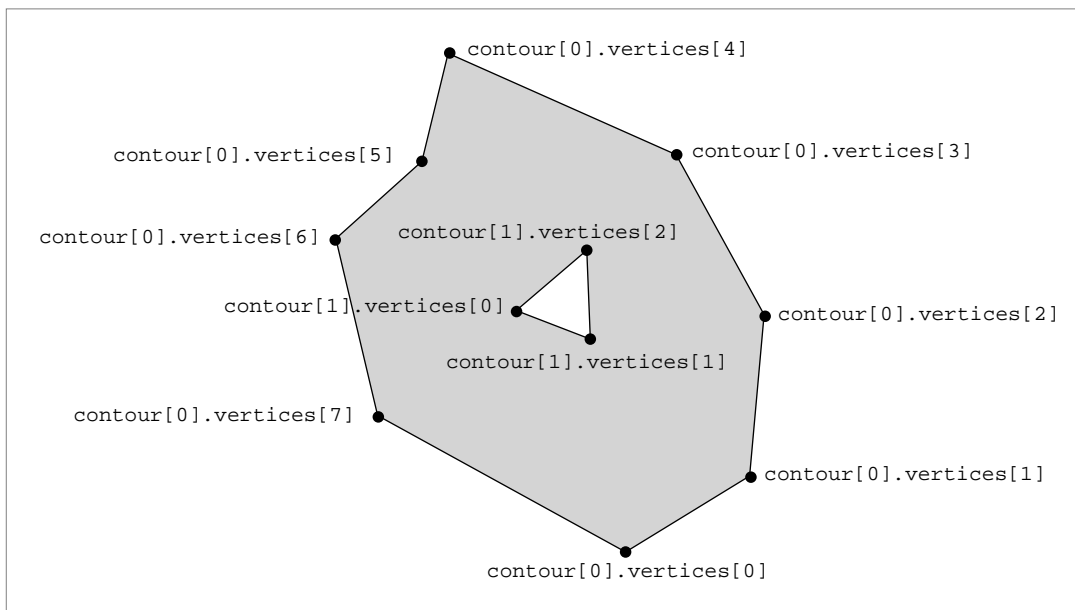 contour[0].vertices[4]
contour[0].vertices[5]
contour[0].vertices[3]
contour[0].vertices[6]
contour[1].vertices[2]
contour[1].vertices[0]
contour[0].vertices[2]
contour[1].vertices[1]
contour[0].vertices[7]
contour[0].vertices[1]
contour[0].vertices[0]